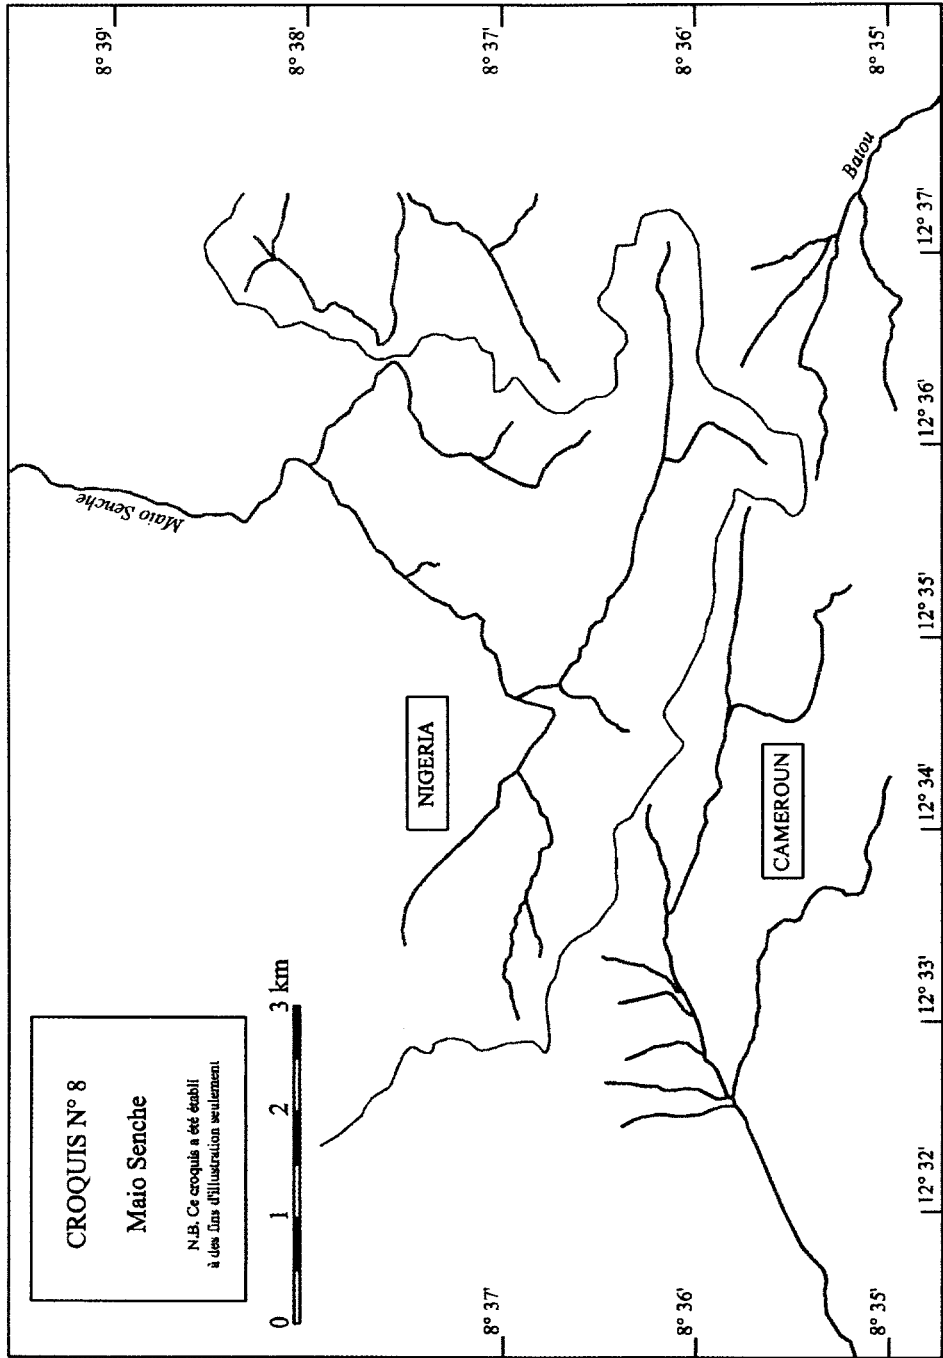 CROQUIS N° 8
Maio Senche
N.B. Ce croquis a été établi
à des fins d'illustration seulement
0 1 2 3 km
8° 37'
8° 36'
8° 35'
8° 39'
8° 38'
8° 37'
8° 36'
8° 35'
12° 32'
12° 33'
12° 34'
12° 35'
12° 36'
12° 37'
NIGERIA
CAMEROUN
Maio Senche
Batou